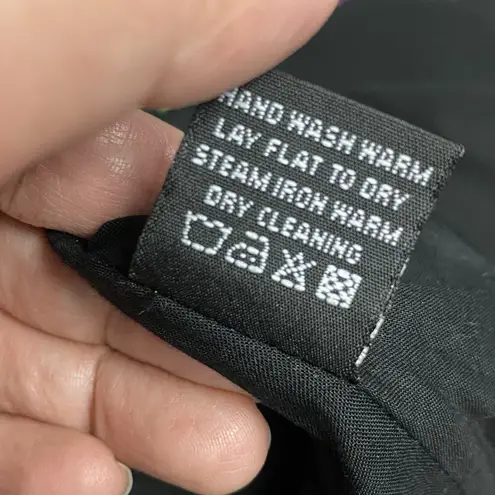 HAND WASH WARM
LAY FLAT TO DRY
STEAM IRON WARM
DRY CLEANING